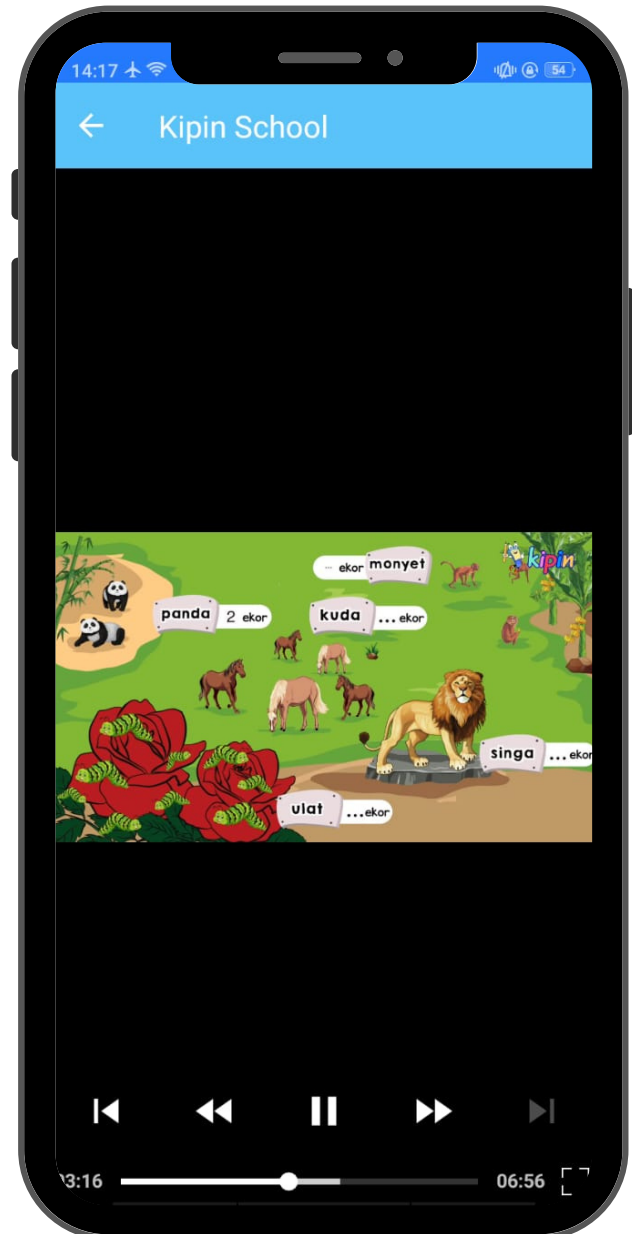 14:17
54
Kipin School
... ekor monyet
kipin
panda 2 ekor
kuda ...ekor
singa ...ekor
ulat ...ekor
3:16
06:56